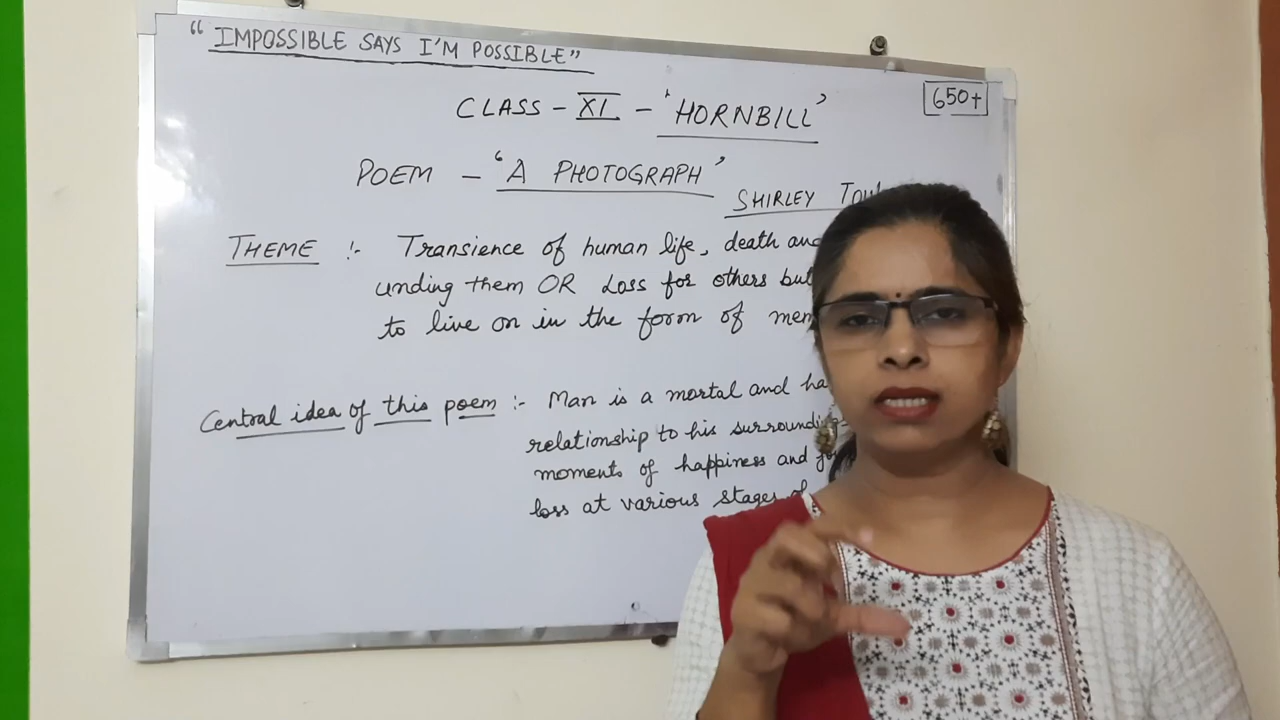 "IMPOSSIBLE SAYS I'M POSSIBLE"
650+
CLASS - XI - 'HORNBILL'
POEM - 'A PHOTOGRAPH'
SHIRLEY
THEME :- Transience of human life, death and
unding them OR Loss for others but
to live on in the form of
Central idea of this poem :- Man is a mortal and
relationship to his surrounding-
moments of happiness and
loss at various stages of